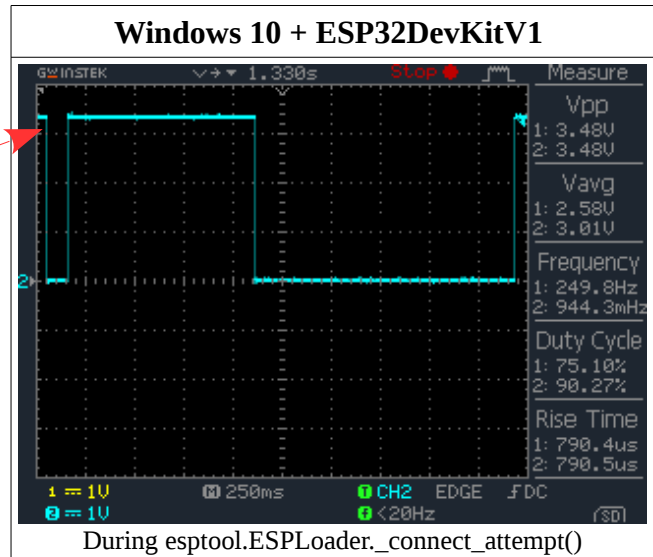 Windows 10 + ESP32DevKitV1
GWINSTEK 1.330s Stop Measure
Vpp
1: 3.48V
2: 3.48V
Vavg
1: 2.58V
2: 3.01V
2
Frequency
1: 249.8Hz
2: 944.3mHz
Duty Cycle
1: 75.10%
2: 90.27%
Rise Time
1: 790.4us
2: 790.5us
1 1V M 250ms T CH2 EDGE DC
2 1V f <20Hz SD
During esptool.ESPLoader._connect_attempt()